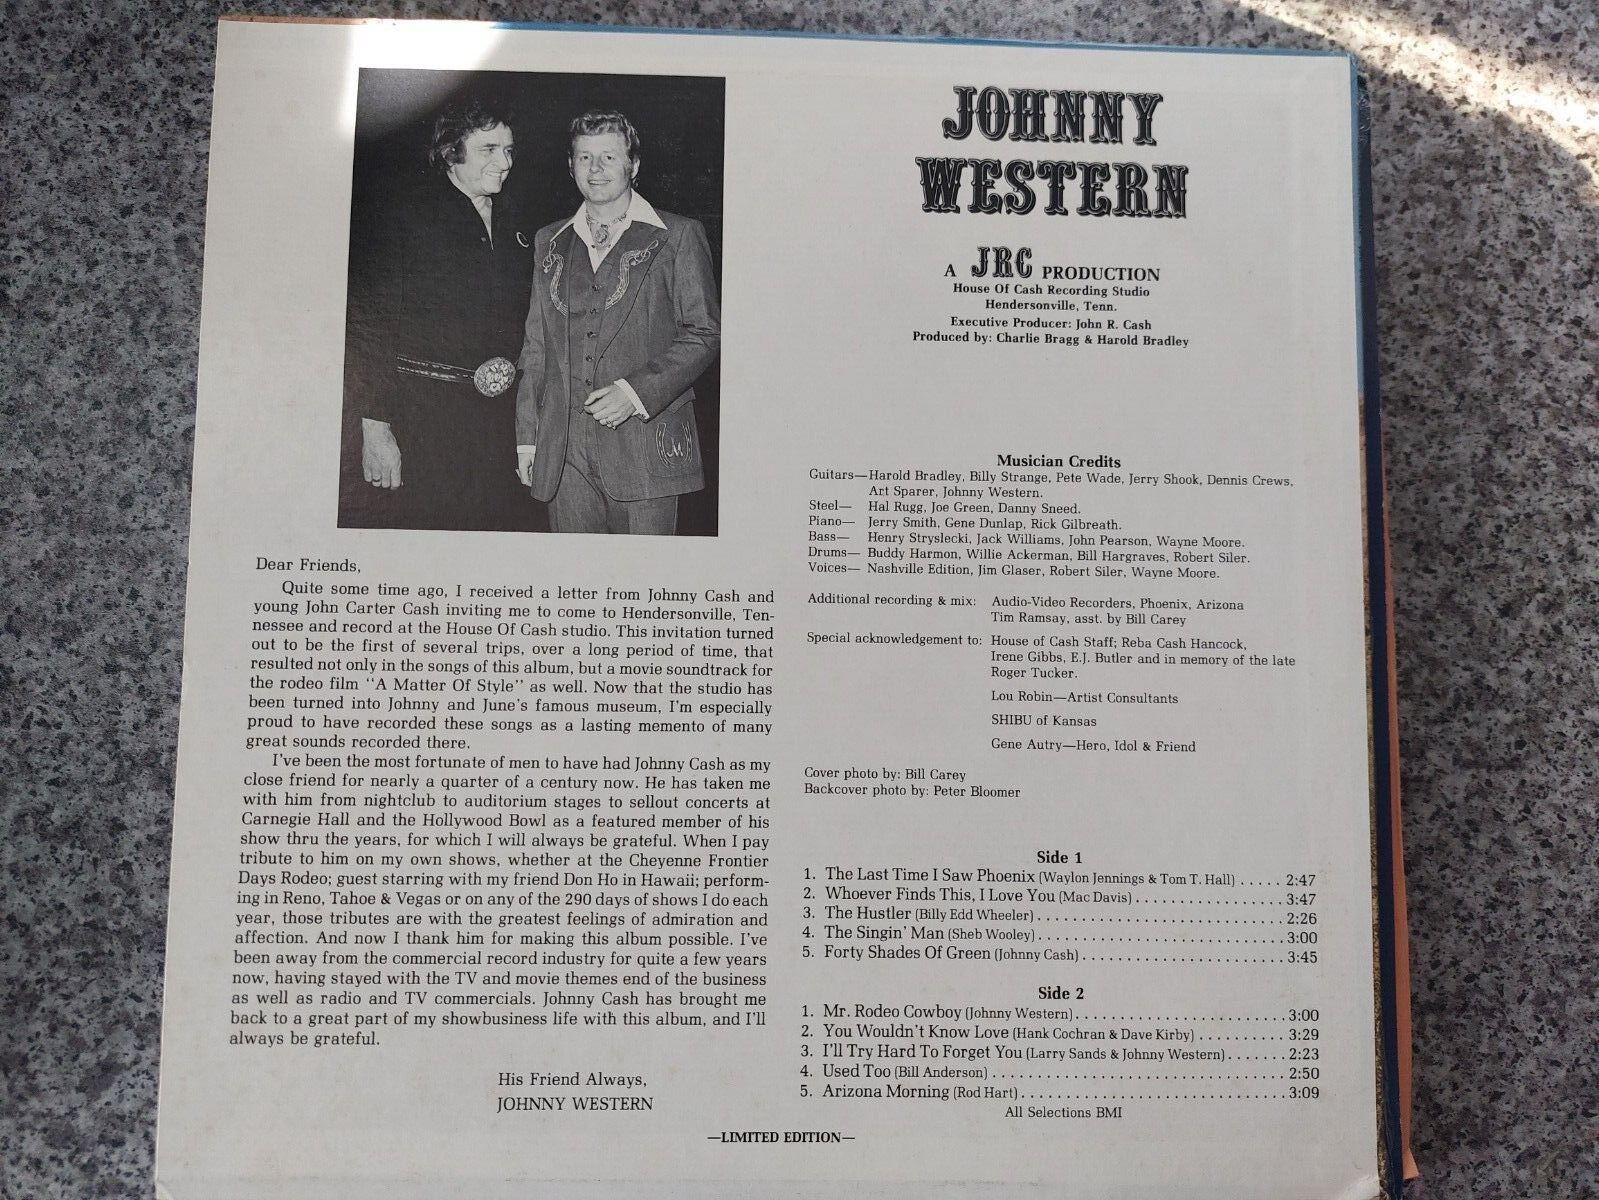 JOHNNY
WESTERN
A JRC PRODUCTION
House Of Cash Recording Studio
Hendersonville, Tenn.
Executive Producer: John R. Cash
Produced by: Charlie Bragg & Harold Bradley
Dear Friends,
Quite some time ago, I received a letter from Johnny Cash and
young John Carter Cash inviting me to come to Hendersonville, Ten-
nessee and record at the House Of Cash studio. This invitation turned
out to be the first of several trips, over a long period of time, that
resulted not only in the songs of this album, but a movie soundtrack for
the rodeo film "A Matter Of Style" as well. Now that the studio has
been turned into Johnny and June's famous museum, I'm especially
proud to have recorded these songs as a lasting memento of many
great sounds recorded there.
I've been the most fortunate of men to have had Johnny Cash as my
close friend for nearly a quarter of a century now. He has taken me
with him from nightclub to auditorium stages to sellout concerts at
Carnegie Hall and the Hollywood Bowl as a featured member of his
show thru the years, for which I will always be grateful. When I pay
tribute to him on my own shows, whether at the Cheyenne Frontier
Days Rodeo; guest starring with my friend Don Ho in Hawaii; perform-
ing in Reno, Tahoe & Vegas or on any of the 290 days of shows I do each
year, those tributes are with the greatest feelings of admiration and
affection. And now I thank him for making this album possible. I've
been away from the commercial record industry for quite a few years
now, having stayed with the TV and movie themes end of the business
as well as radio and TV commercials. Johnny Cash has brought me
back to a great part of my showbusiness life with this album, and I'll
always be grateful.
His Friend Always,
JOHNNY WESTERN
Musician Credits
Guitars—Harold Bradley, Billy Strange, Pete Wade, Jerry Shook, Dennis Crews,
Art Sparer, Johnny Western.
Steel— Hal Rugg, Joe Green, Danny Sneed.
Piano— Jerry Smith, Gene Dunlap, Rick Gilbreath.
Bass— Henry Stryslecki, Jack Williams, John Pearson, Wayne Moore.
Drums— Buddy Harmon, Willie Ackerman, Bill Hargraves, Robert Siler.
Voices— Nashville Edition, Jim Glaser, Robert Siler, Wayne Moore.
Additional recording & mix: Audio-Video Recorders, Phoenix, Arizona
Tim Ramsay, asst. by Bill Carey
Special acknowledgement to: House of Cash Staff; Reba Cash Hancock,
Irene Gibbs, E.J. Butler and in memory of the late
Roger Tucker.
Lou Robin—Artist Consultants
SHIBU of Kansas
Gene Autry—Hero, Idol & Friend
Cover photo by: Bill Carey
Backcover photo by: Peter Bloomer
Side 1
1. The Last Time I Saw Phoenix (Waylon Jennings & Tom T. Hall) ..... 2:47
2. Whoever Finds This, I Love You (Mac Davis) .................... 3:47
3. The Hustler (Billy Edd Wheeler) ................................ 2:26
4. The Singin' Man (Sheb Wooley) ................................ 3:00
5. Forty Shades Of Green (Johnny Cash) .......................... 3:45
Side 2
1. Mr. Rodeo Cowboy (Johnny Western) ........................... 3:00
2. You Wouldn't Know Love (Hank Cochran & Dave Kirby) ........... 3:29
3. I'll Try Hard To Forget You (Larry Sands & Johnny Western) ....... 2:23
4. Used Too (Bill Anderson) ...................................... 2:50
5. Arizona Morning (Rod Hart) ................................... 3:09
All Selections BMI
—LIMITED EDITION—